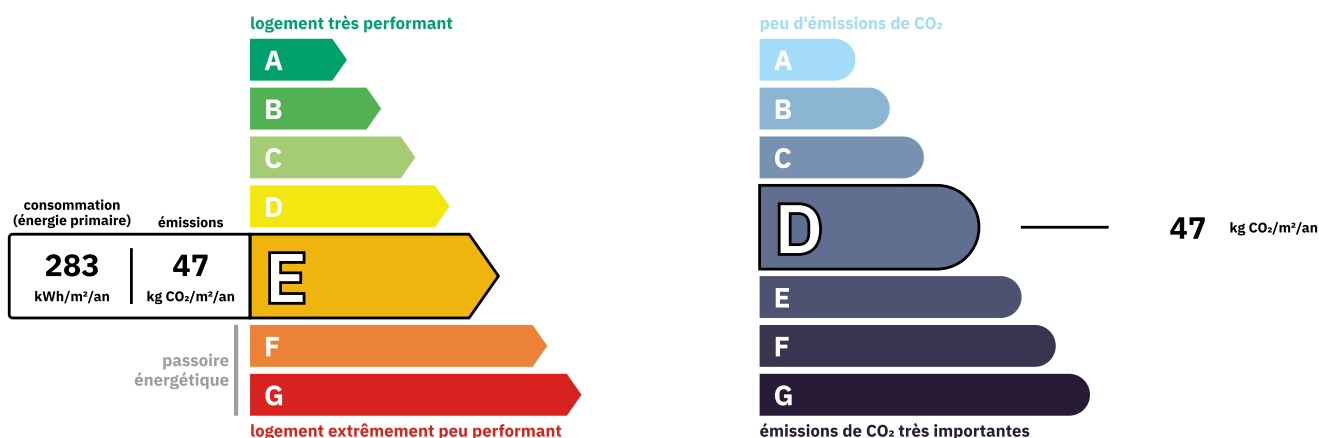 logement très performant
A
B
C
D
consommation
(énergie primaire)
émissions
283
kWh/m²/an
47
kg CO₂/m²/an
E
passoire
énergétique
F
G
logement extrêmement peu performant
peu d'émissions de CO₂
A
B
C
D
47
kg CO₂/m²/an
E
F
G
émissions de CO₂ très importantes